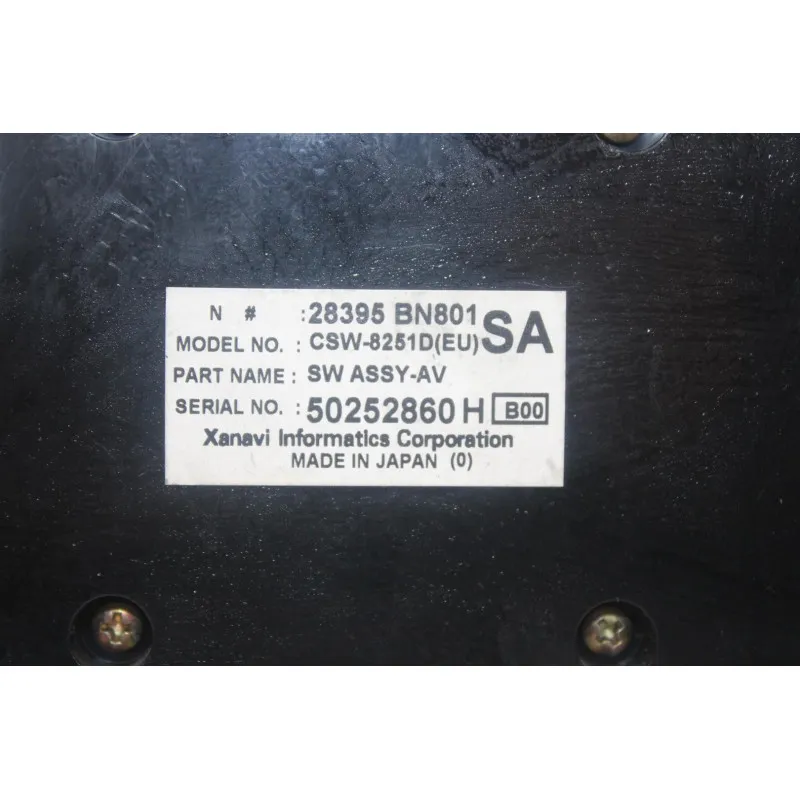 N # : 28395 BN801 SA
MODEL NO. : CSW-8251D(EU)
PART NAME : SW ASSY-AV
SERIAL NO. : 50252860 H B00
Xanavi Informatics Corporation
MADE IN JAPAN (0)